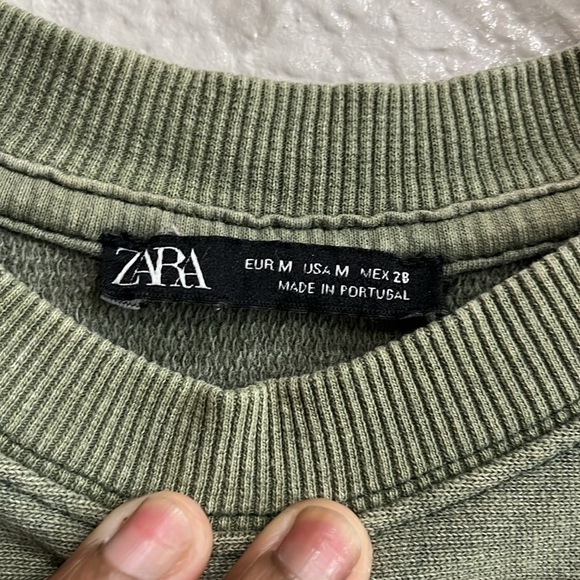 ZARA
EUR M USA M MEX 28
MADE IN PORTUGAL